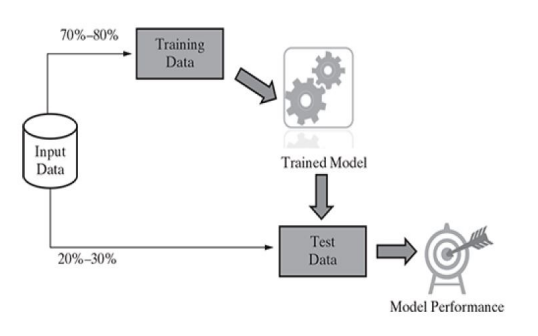 70%–80%
Training
Data
Input
Data
Trained Model
20%–30%
Test
Data
Model Performance